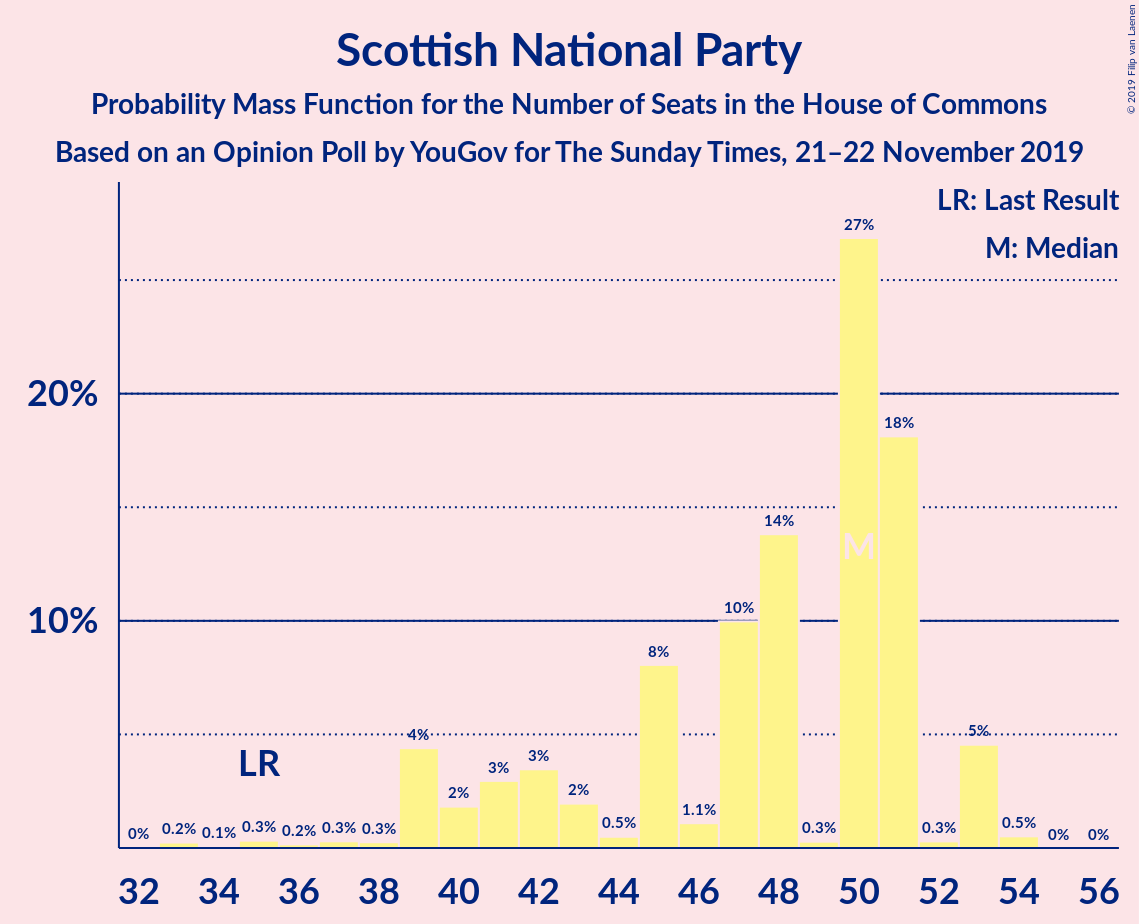 Scottish National Party
Probability Mass Function for the Number of Seats in the House of Commons
Based on an Opinion Poll by YouGov for The Sunday Times, 21–22 November 2019
© 2019 Filip van Laenen
LR: Last Result
M: Median
20%
10%
0% 0.2% 0.1% 0.3% 0.2% 0.3% 0.3% 4% 2% 3% 3% 2% 0.5% 8% 1.1% 10% 14% 0.3% 27% 18% 0.3% 5% 0.5% 0% 0%
LR
M
32 34 36 38 40 42 44 46 48 50 52 54 56